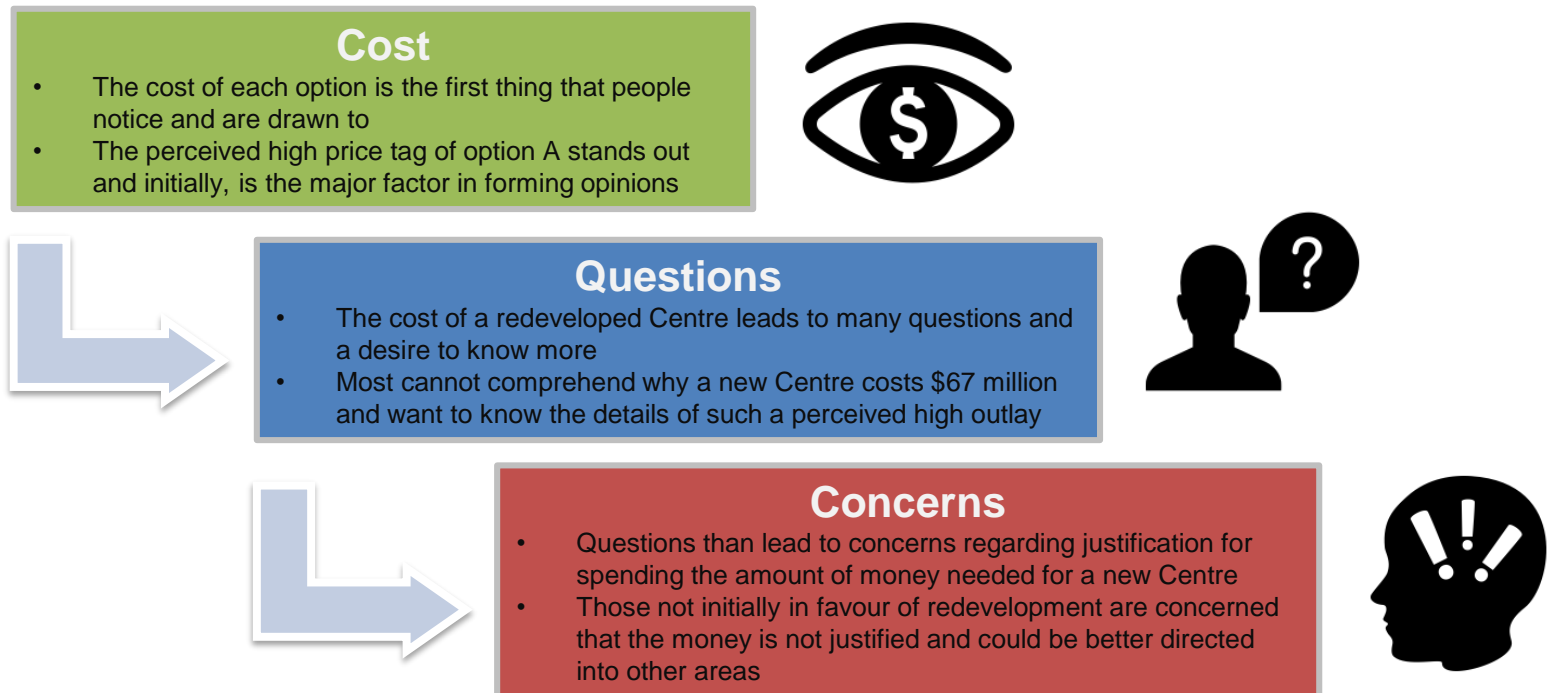 Cost
• The cost of each option is the first thing that people
notice and are drawn to
• The perceived high price tag of option A stands out
and initially, is the major factor in forming opinions
$
Questions
• The cost of a redeveloped Centre leads to many questions and
a desire to know more
• Most cannot comprehend why a new Centre costs $67 million
and want to know the details of such a perceived high outlay
?
Concerns
• Questions than lead to concerns regarding justification for
spending the amount of money needed for a new Centre
• Those not initially in favour of redevelopment are concerned
that the money is not justified and could be better directed
into other areas
! ! !